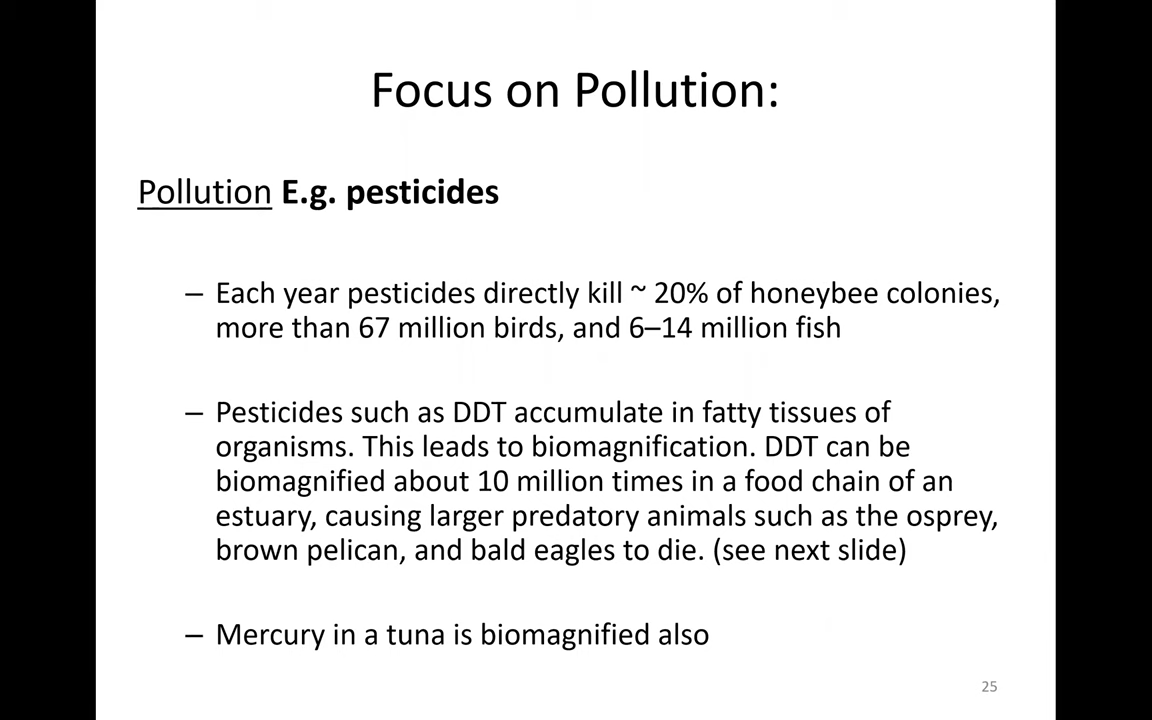 Focus on Pollution:
Pollution E.g. pesticides
– Each year pesticides directly kill ~ 20% of honeybee colonies,
more than 67 million birds, and 6–14 million fish
– Pesticides such as DDT accumulate in fatty tissues of
organisms. This leads to biomagnification. DDT can be
biomagnified about 10 million times in a food chain of an
estuary, causing larger predatory animals such as the osprey,
brown pelican, and bald eagles to die. (see next slide)
– Mercury in a tuna is biomagnified also
25